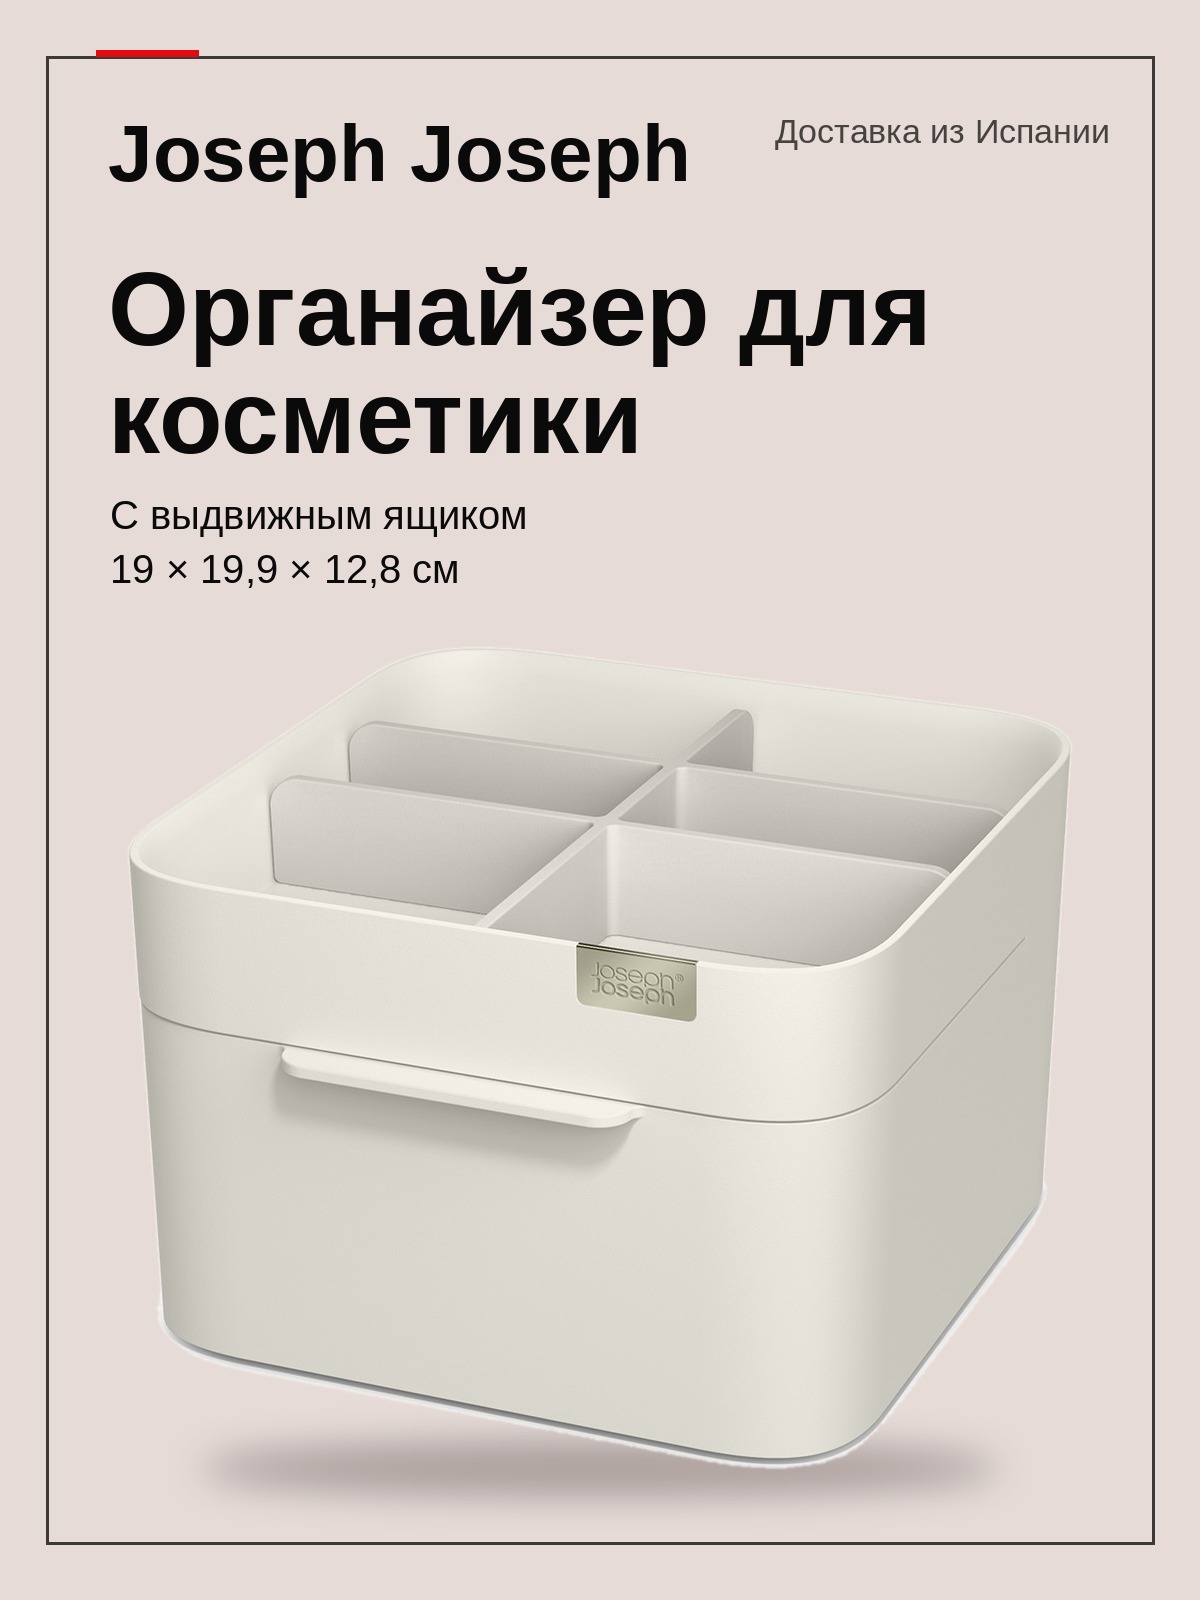 Joseph Joseph
Доставка из Испании
Органайзер для
косметики
С выдвижным ящиком
19 × 19,9 × 12,8 см
Joseph®
Joseph